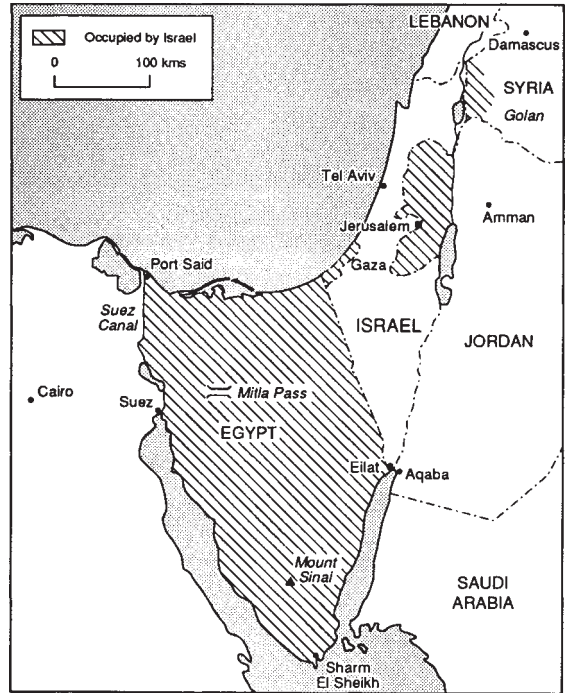 LEBANON
Occupied by Israel
Damascus
0 100 kms
SYRIA
Golan
Tel Aviv
Jerusalem
Amman
Gaza
Port Said
Suez
Canal
ISRAEL
JORDAN
Cairo
Mitla Pass
Suez
EGYPT
Eilat
Aqaba
Mount
Sinai
SAUDI
ARABIA
Sharm
El Sheikh